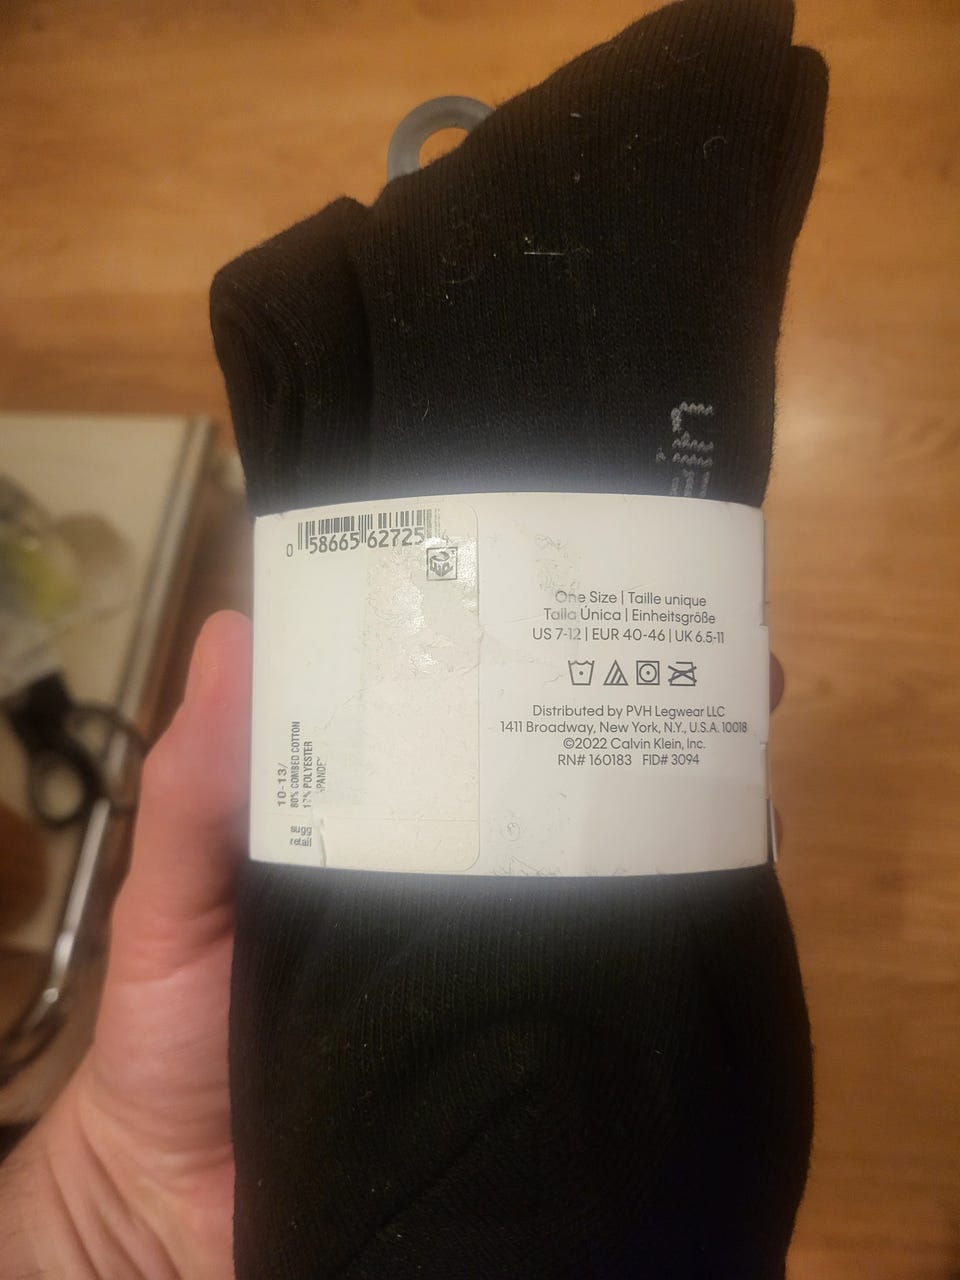 0 58665 62725
One Size | Taille unique
Talla Única | Einheitsgröße
US 7-12 | EUR 40-46 | UK 6.5-11
Distributed by PVH Legwear LLC
1411 Broadway, New York, N.Y., U.S.A. 10018
©2022 Calvin Klein, Inc.
RN# 160183 FID# 3094
10-13/
80% COMBED COTTON
17% POLYESTER
sugg
retail